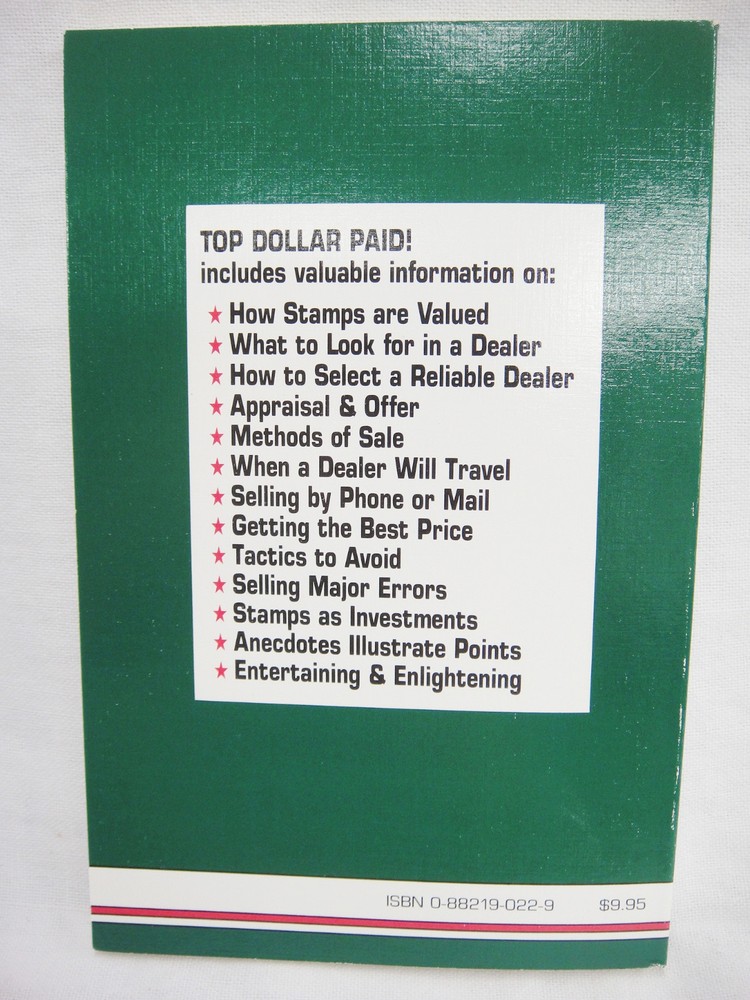 TOP DOLLAR PAID!
includes valuable information on:
★ How Stamps are Valued
★ What to Look for in a Dealer
★ How to Select a Reliable Dealer
★ Appraisal & Offer
★ Methods of Sale
★ When a Dealer Will Travel
★ Selling by Phone or Mail
★ Getting the Best Price
★ Tactics to Avoid
★ Selling Major Errors
★ Stamps as Investments
★ Anecdotes Illustrate Points
★ Entertaining & Enlightening
ISBN 0-88219-022-9 $9.95